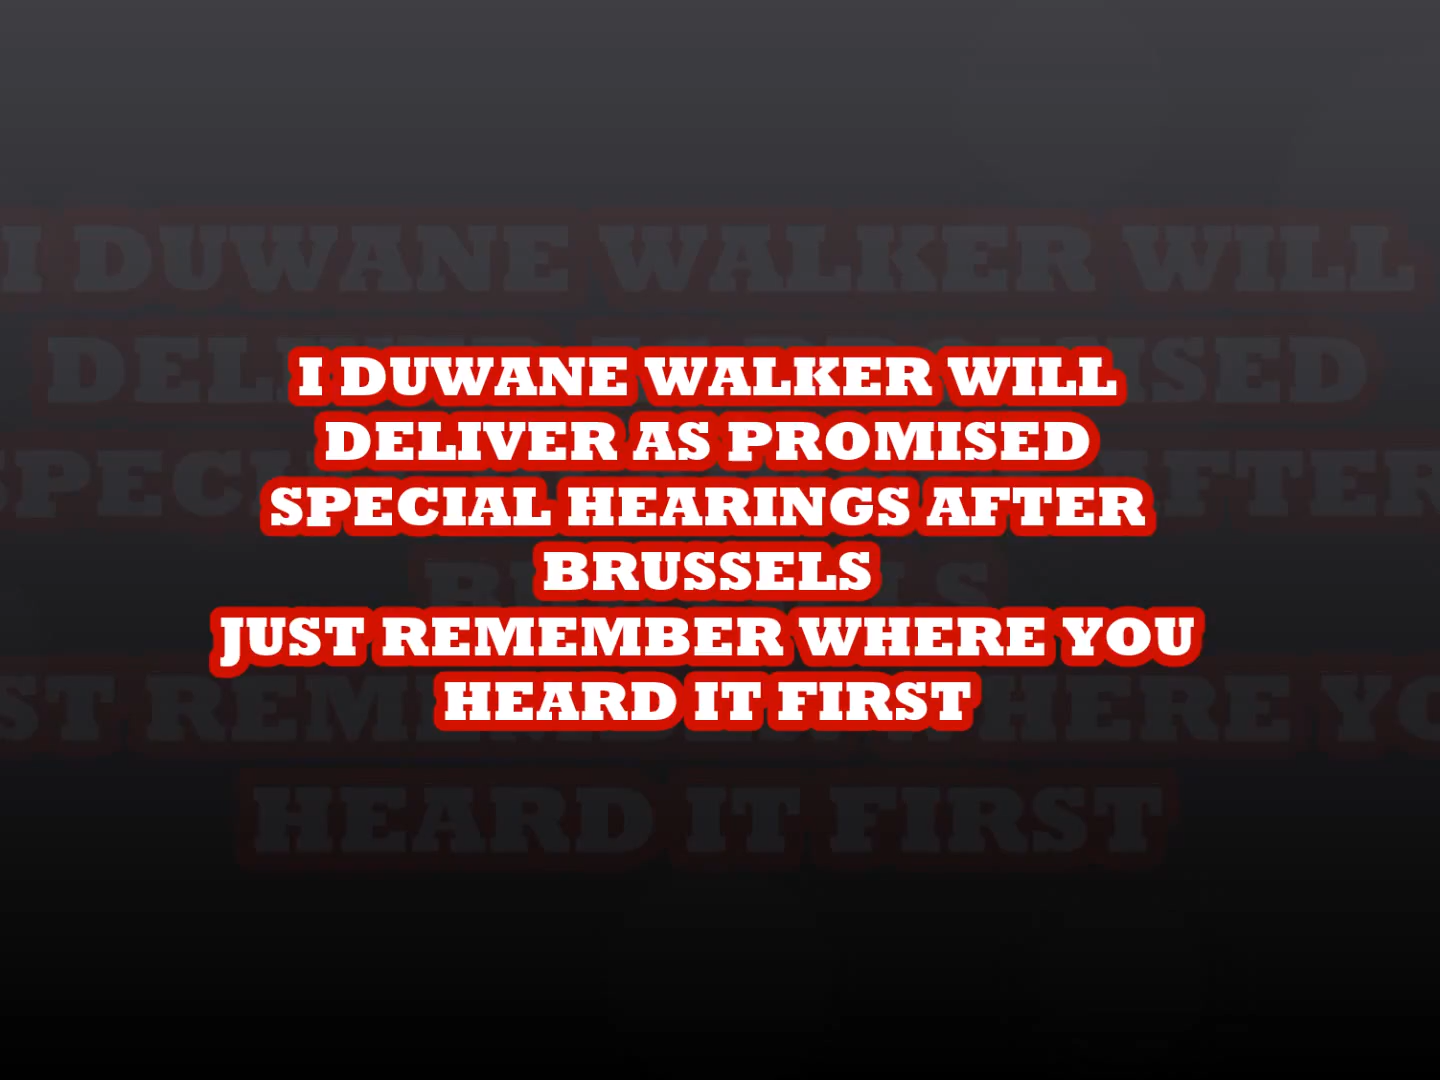 I DUWANE WALKER WILL
DELIVER AS PROMISED
SPECIAL HEARINGS AFTER
BRUSSELS
JUST REMEMBER WHERE YOU
HEARD IT FIRST